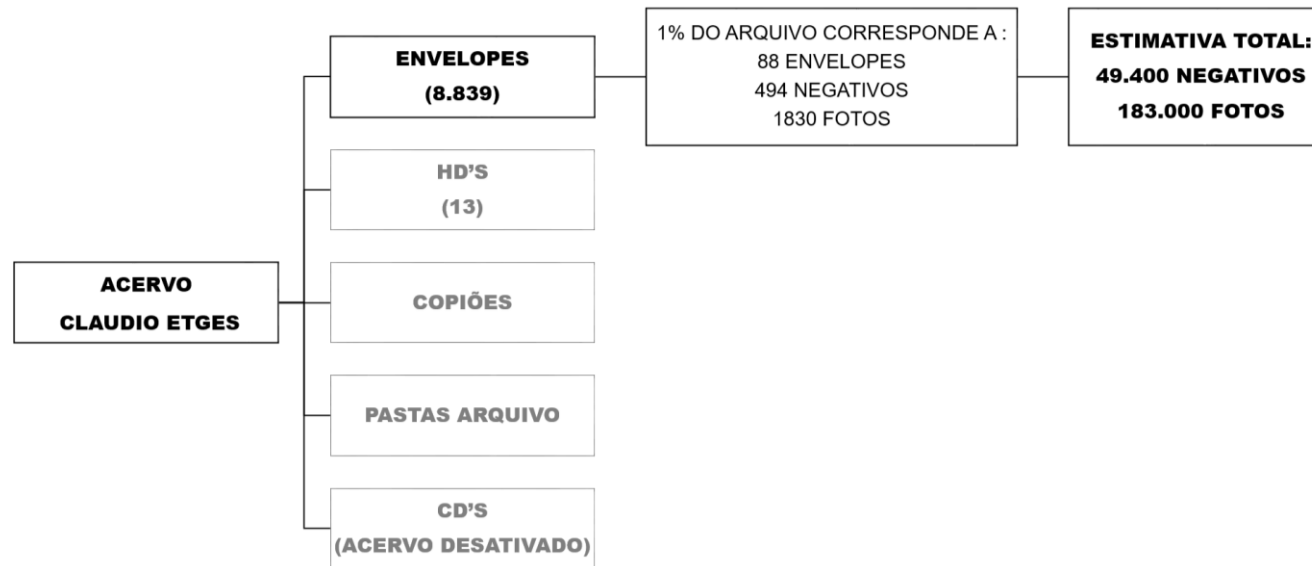 ACERVO
CLAUDIO ETGES
ENVELOPES
(8.839)
HD'S
(13)
COPIÕES
PASTAS ARQUIVO
CD'S
(ACERVO DESATIVADO)
1% DO ARQUIVO CORRESPONDE A :
88 ENVELOPES
494 NEGATIVOS
1830 FOTOS
ESTIMATIVA TOTAL:
49.400 NEGATIVOS
183.000 FOTOS